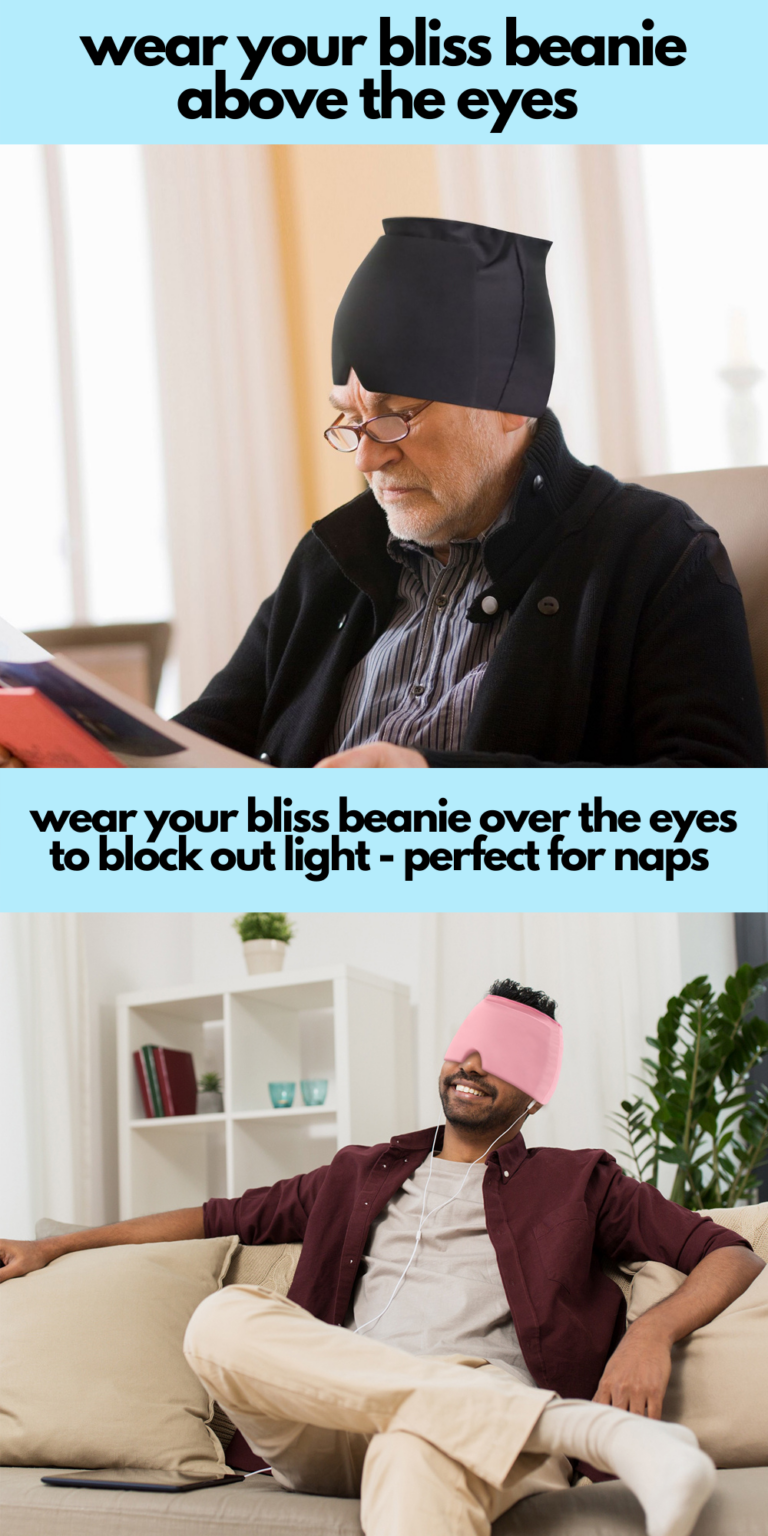 wear your bliss beanie
above the eyes
wear your bliss beanie over the eyes
to block out light - perfect for naps